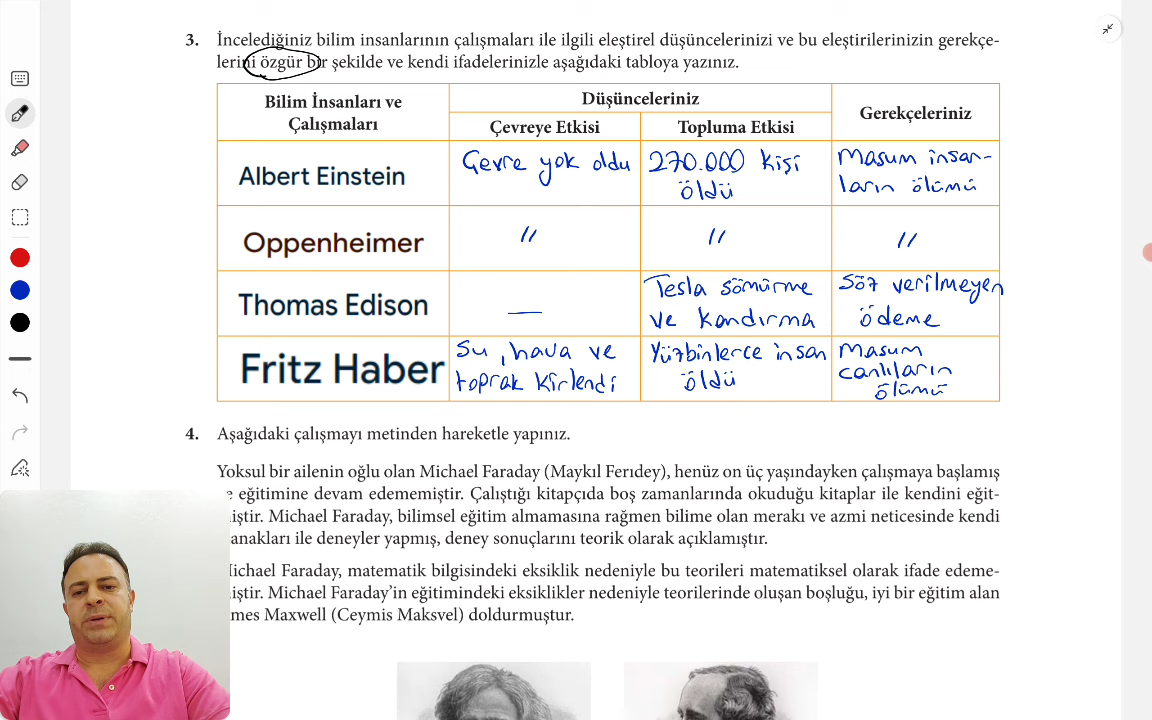 3. İncelediğiniz bilim insanlarının çalışmaları ile ilgili eleştirel düşüncelerinizi ve bu eleştirilerinizin gerekçe-
lerini özgür bir şekilde ve kendi ifadelerinizle aşağıdaki tabloya yazınız.
Bilim İnsanları ve
Çalışmaları
Düşünceleriniz
Çevreye Etkisi
Topluma Etkisi
Gerekçeleriniz
Albert Einstein
Çevre yok oldu
270.000 kişi
öldü
Masum insan-
ların ölümü
Oppenheimer
"
"
"
Thomas Edison
—
Tesla sömürme
ve kandırma
Söz verilmeyen
ödeme
Fritz Haber
Su, hava ve
toprak kirlendi
Yüzbinlerce insan
öldü
Masum
canlıların
ölümü
4. Aşağıdaki çalışmayı metinden hareketle yapınız.
Yoksul bir ailenin oğlu olan Michael Faraday (Maykıl Ferıdey), henüz on üç yaşındayken çalışmaya başlamış
e eğitimine devam edememiştir. Çalıştığı kitapçıda boş zamanlarında okuduğu kitaplar ile kendini eğit-
iştir. Michael Faraday, bilimsel eğitim almamasına rağmen bilime olan merakı ve azmi neticesinde kendi
anakları ile deneyler yapmış, deney sonuçlarını teorik olarak açıklamıştır.
ichael Faraday, matematik bilgisindeki eksiklik nedeniyle bu teorileri matematiksel olarak ifade edeme-
iştir. Michael Faraday'in eğitimindeki eksiklikler nedeniyle teorilerinde oluşan boşluğu, iyi bir eğitim alan
mes Maxwell (Ceymis Maksvel) doldurmuştur.